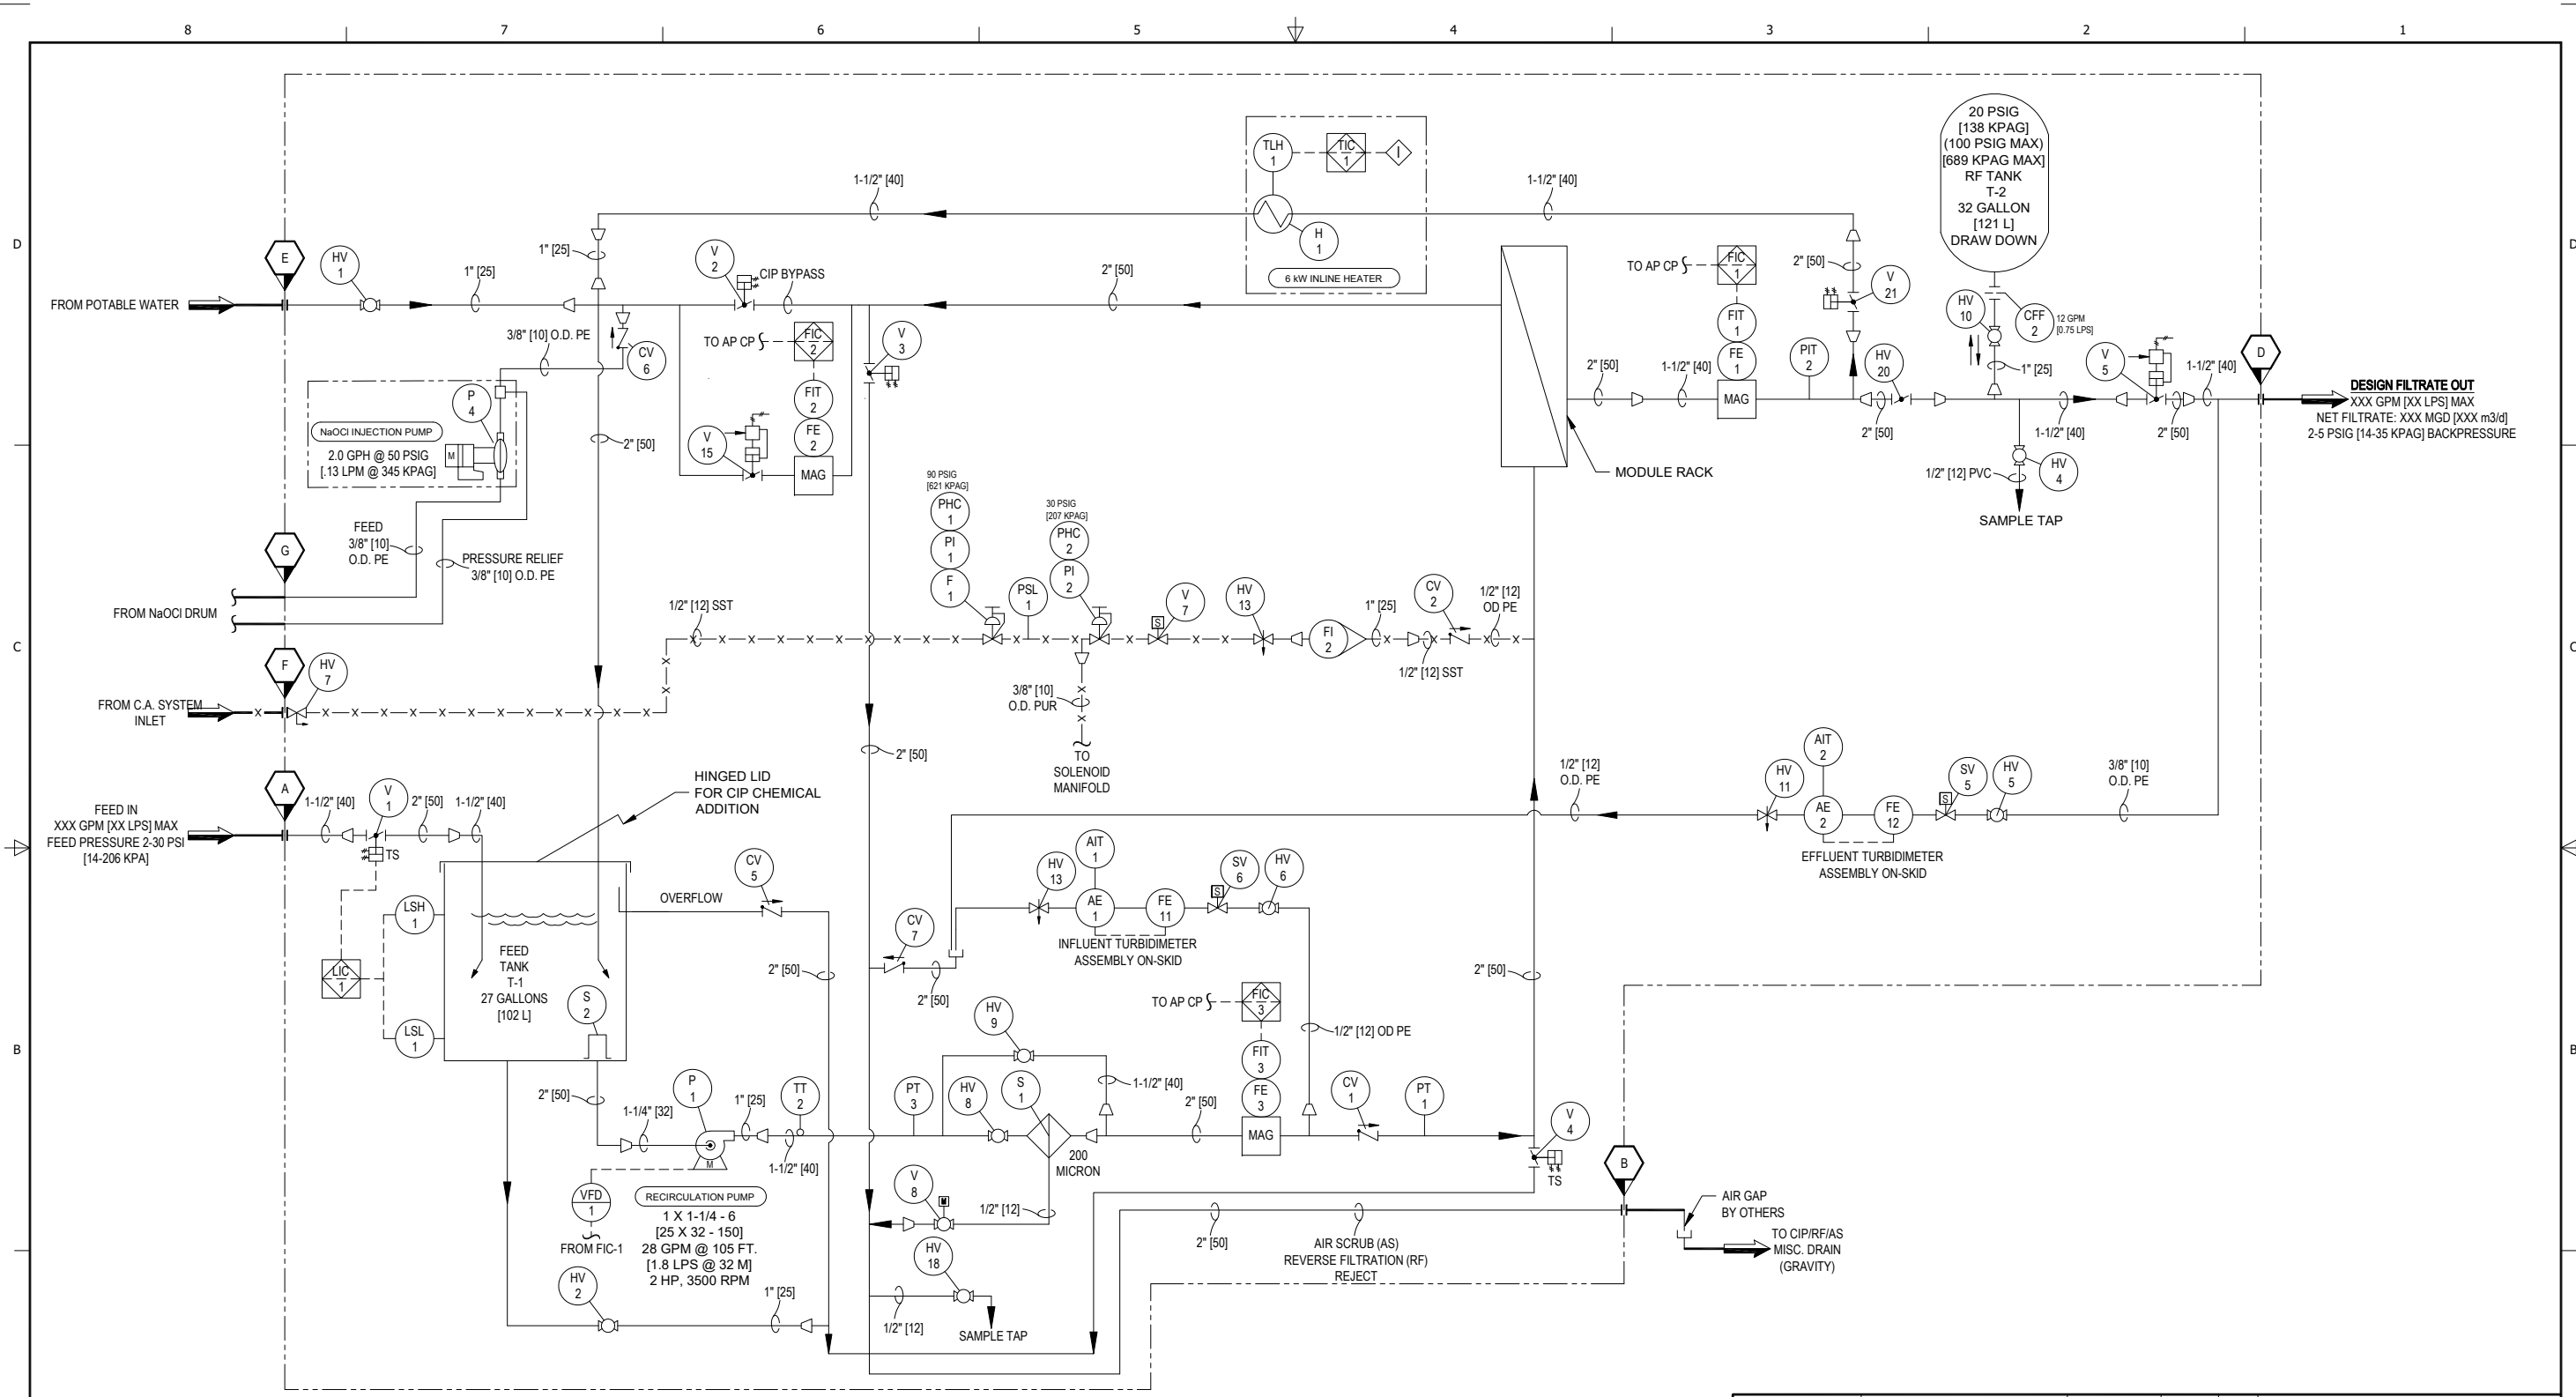 8 7 6 5 4 3 2 1
D
D
C
C
B
B
E
FROM POTABLE WATER
HV
1
1" [25]
1" [25]
1-1/2" [40]
V
2
CIP BYPASS
2" [50]
TO AP CP
FIC
2
FIT
2
FE
2
MAG
V
15
V
3
2" [50]
TLH
1
TIC
1
I
H
1
6 kW INLINE HEATER
1-1/2" [40]
20 PSIG
[138 KPAG]
(100 PSIG MAX)
[689 KPAG MAX]
RF TANK
T-2
32 GALLON
[121 L]
DRAW DOWN
TO AP CP
FIC
1
FIT
1
FE
1
MAG
2" [50]
V
21
HV
10
CFF
2
12 GPM
[0.75 LPS]
1" [25]
2" [50]
1-1/2" [40]
PIT
2
HV
20
2" [50]
V
5
1-1/2" [40]
D
1-1/2" [40]
2" [50]
DESIGN FILTRATE OUT
XXX GPM [XX LPS] MAX
NET FILTRATE: XXX MGD [XXX m3/d]
2-5 PSIG [14-35 KPAG] BACKPRESSURE
1/2" [12] PVC
HV
4
SAMPLE TAP
MODULE RACK
3/8" [10] O.D. PE
CV
6
P
4
NaOCl INJECTION PUMP
2.0 GPH @ 50 PSIG
[.13 LPM @ 345 KPAG]
M
2" [50]
FEED
3/8" [10]
O.D. PE
PRESSURE RELIEF
3/8" [10] O.D. PE
G
FROM NaOCl DRUM
F
HV
7
FROM C.A. SYSTEM
INLET
1/2" [12] SST
90 PSIG
[621 KPAG]
PHC
1
PI
1
F
1
PSL
1
30 PSIG
[207 KPAG]
PHC
2
PI
2
V
7
S
HV
13
FI
2
1" [25]
CV
2
1/2" [12]
OD PE
1/2" [12] SST
3/8" [10]
O.D. PUR
TO
SOLENOID
MANIFOLD
2" [50]
A
FEED IN
XXX GPM [XX LPS] MAX
FEED PRESSURE 2-30 PSI
[14-206 KPA]
1-1/2" [40]
V
1
TS
2" [50]
1-1/2" [40]
HINGED LID
FOR CIP CHEMICAL
ADDITION
LSH
1
LIC
1
LSL
1
FEED
TANK
T-1
27 GALLONS
[102 L]
S
2
OVERFLOW
CV
5
2" [50]
CV
7
2" [50]
HV
13
AIT
1
AE
1
FE
11
SV
6
S
HV
6
INFLUENT TURBIDIMETER
ASSEMBLY ON-SKID
1/2" [12]
O.D. PE
HV
11
AIT
2
AE
2
FE
12
SV
5
S
HV
5
3/8" [10]
O.D. PE
EFFLUENT TURBIDIMETER
ASSEMBLY ON-SKID
2" [50]
TO AP CP
FIC
3
FIT
3
FE
3
MAG
1/2" [12] OD PE
HV
9
1-1/2" [40]
2" [50]
1-1/4" [32]
P
1
M
1" [25]
TT
2
1-1/2" [40]
PT
3
HV
8
S
1
200
MICRON
2" [50]
CV
1
PT
1
V
4
TS
VFD
1
FROM FIC-1
RECIRCULATION PUMP
1 X 1-1/4 - 6
[25 X 32 - 150]
28 GPM @ 105 FT.
[1.8 LPS @ 32 M]
2 HP, 3500 RPM
V
8
M
1/2" [12]
HV
18
1/2" [12]
SAMPLE TAP
HV
2
1" [25]
2" [50]
AIR SCRUB (AS)
REVERSE FILTRATION (RF)
REJECT
B
AIR GAP
BY OTHERS
TO CIP/RF/AS
MISC. DRAIN
(GRAVITY)